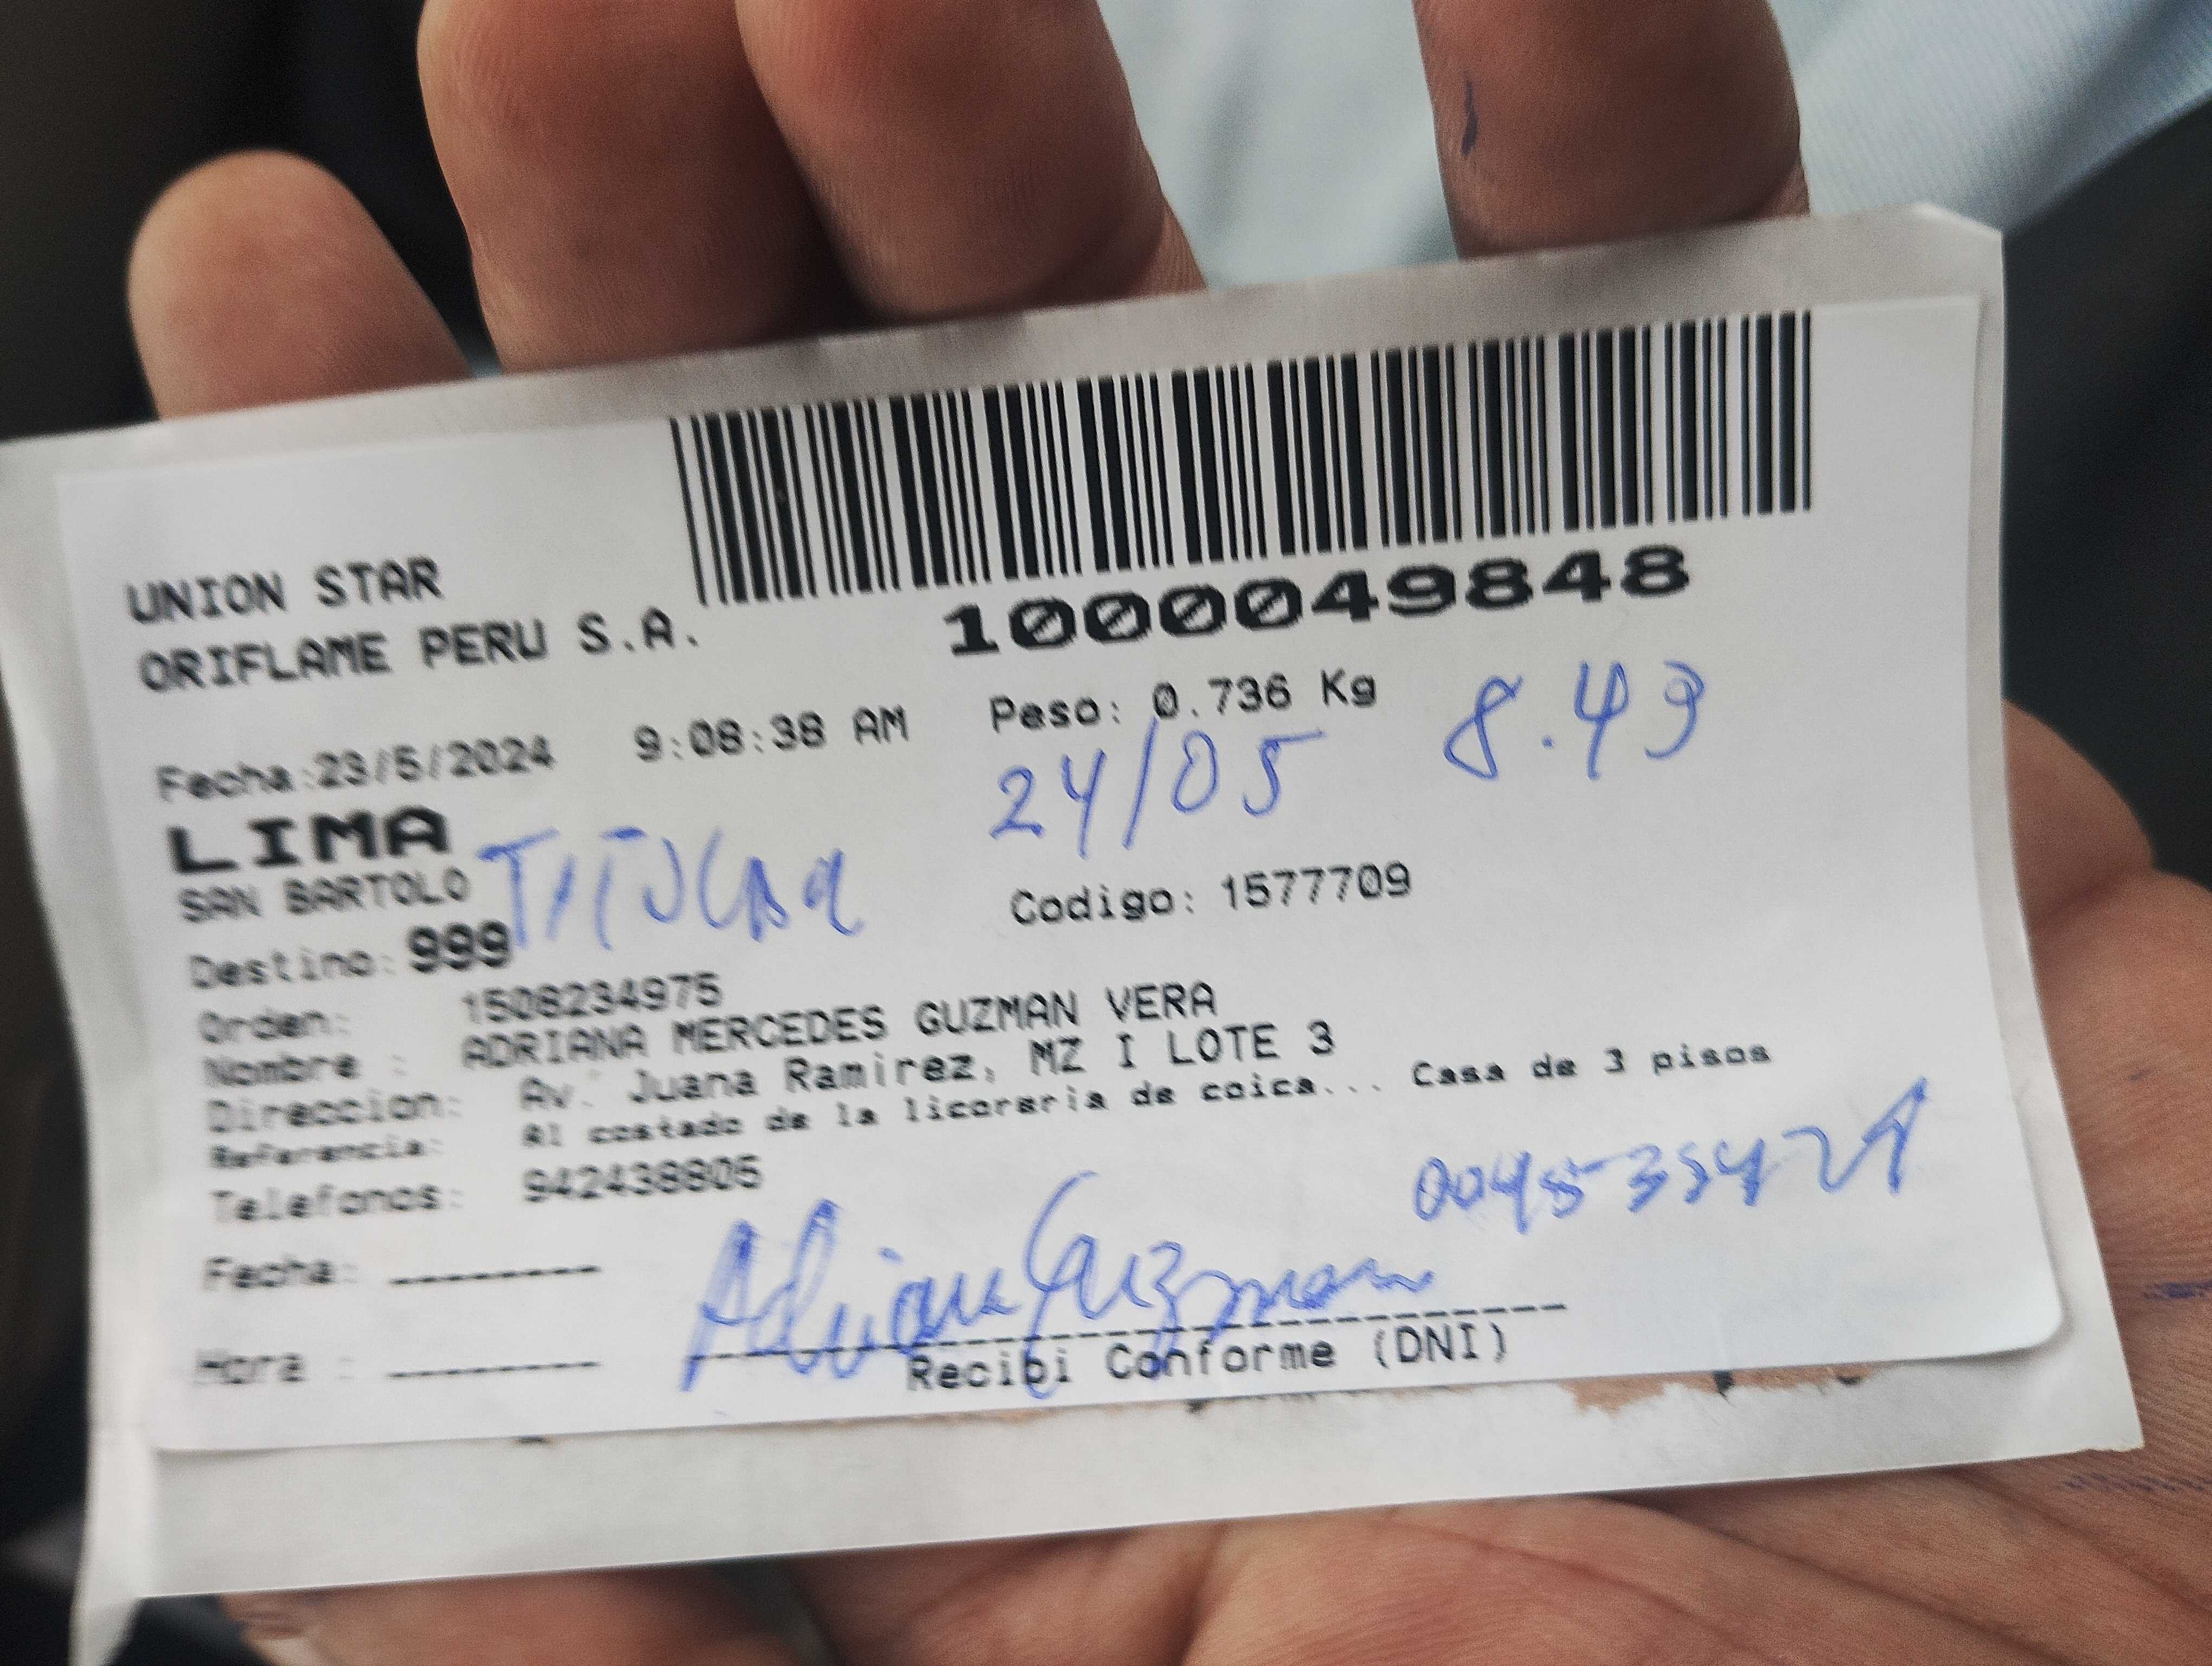 UNION STAR
ORIFLAME PERU S.A.
1000049848
Fecha:23/5/2024 9:08:38 AM Peso: 0.736 Kg
24/05 8.43
LIMA
SAN BARTOLO TITULAR
Destino: 999 Codigo: 1577709
Orden: 1508234975
Nombre : ADRIANA MERCEDES GUZMAN VERA
Direccion: Av. Juana Ramirez, MZ I LOTE 3
Referencia: Al costado de la licoreria de coica... Casa de 3 pisos
Telefonos: 942438805
Fecha: --------
Adriana Guzman
Hora : --------
Recibi Conforme (DNI)